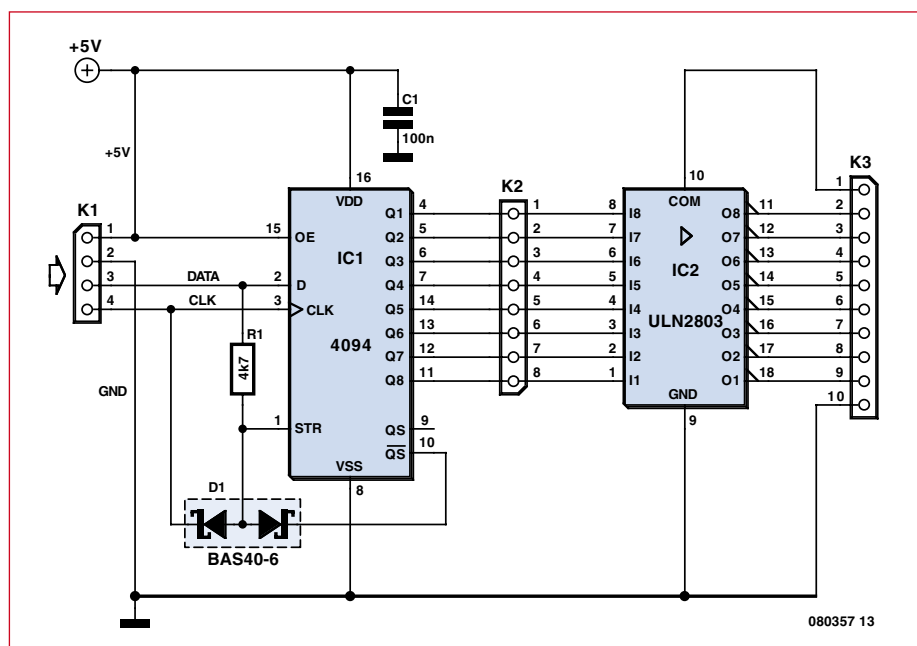 +5V
C1
100n
+5V
K1
1
2
3
4
DATA
CLK
GND
R1
4k7
16
VDD
15 OE
IC1
2 D
3 CLK
4094
1 STR
VSS
8
Q1 4
Q2 5
Q3 6
Q4 7
Q5 14
Q6 13
Q7 12
Q8 11
QS 9
QS 10
D1
BAS40-6
K2
1
2
3
4
5
6
7
8
10
COM
8 I8
7 I7
6 I6
5 I5
4 I4
3 I3
2 I2
1 I1
IC2
ULN2803
O8 11
O7 12
O6 13
O5 14
O4 15
O3 16
O2 17
O1 18
GND
9
K3
1
2
3
4
5
6
7
8
9
10
080357 13